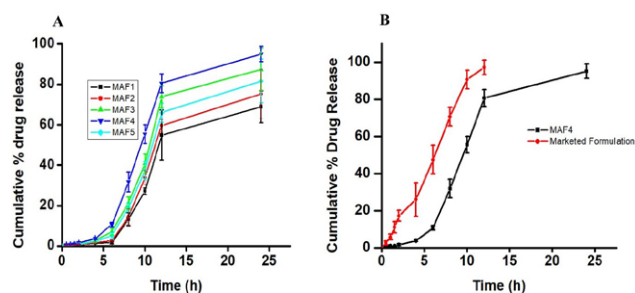 A
Cumulative % drug release
100
80
60
40
20
0
MAF1
MAF2
MAF3
MAF4
MAF5
0 5 10 15 20 25
Time (h)
B
Cumulative % Drug Release
100
80
60
40
20
0
MAF4
Marketed Formulation
0 5 10 15 20 25
Time (h)